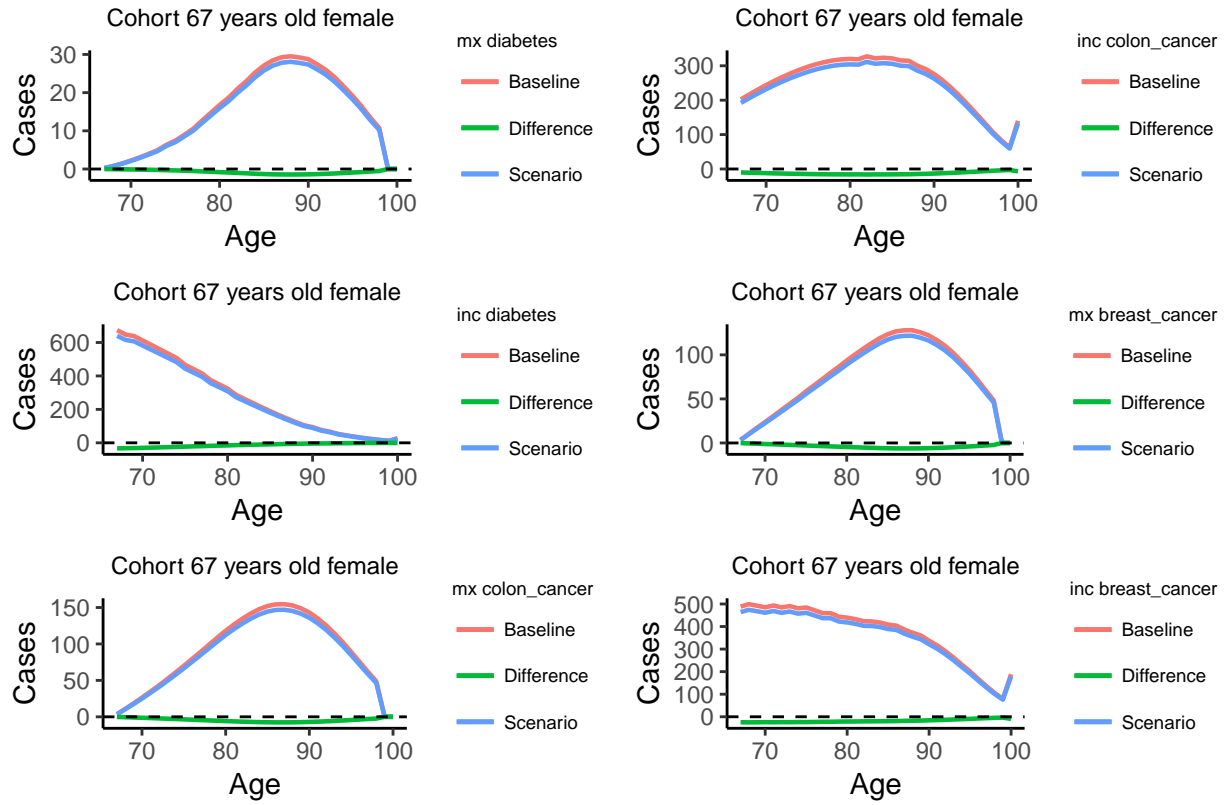 Cohort 67 years old female
mx diabetes
30
20
10
0
Cases
Baseline
Difference
Scenario
70 80 90 100
Age
Cohort 67 years old female
inc colon_cancer
300
200
100
0
Cases
Baseline
Difference
Scenario
70 80 90 100
Age
Cohort 67 years old female
inc diabetes
600
400
200
0
Cases
Baseline
Difference
Scenario
70 80 90 100
Age
Cohort 67 years old female
mx breast_cancer
100
50
0
Cases
Baseline
Difference
Scenario
70 80 90 100
Age
Cohort 67 years old female
mx colon_cancer
150
100
50
0
Cases
Baseline
Difference
Scenario
70 80 90 100
Age
Cohort 67 years old female
inc breast_cancer
500
400
300
200
100
0
Cases
Baseline
Difference
Scenario
70 80 90 100
Age